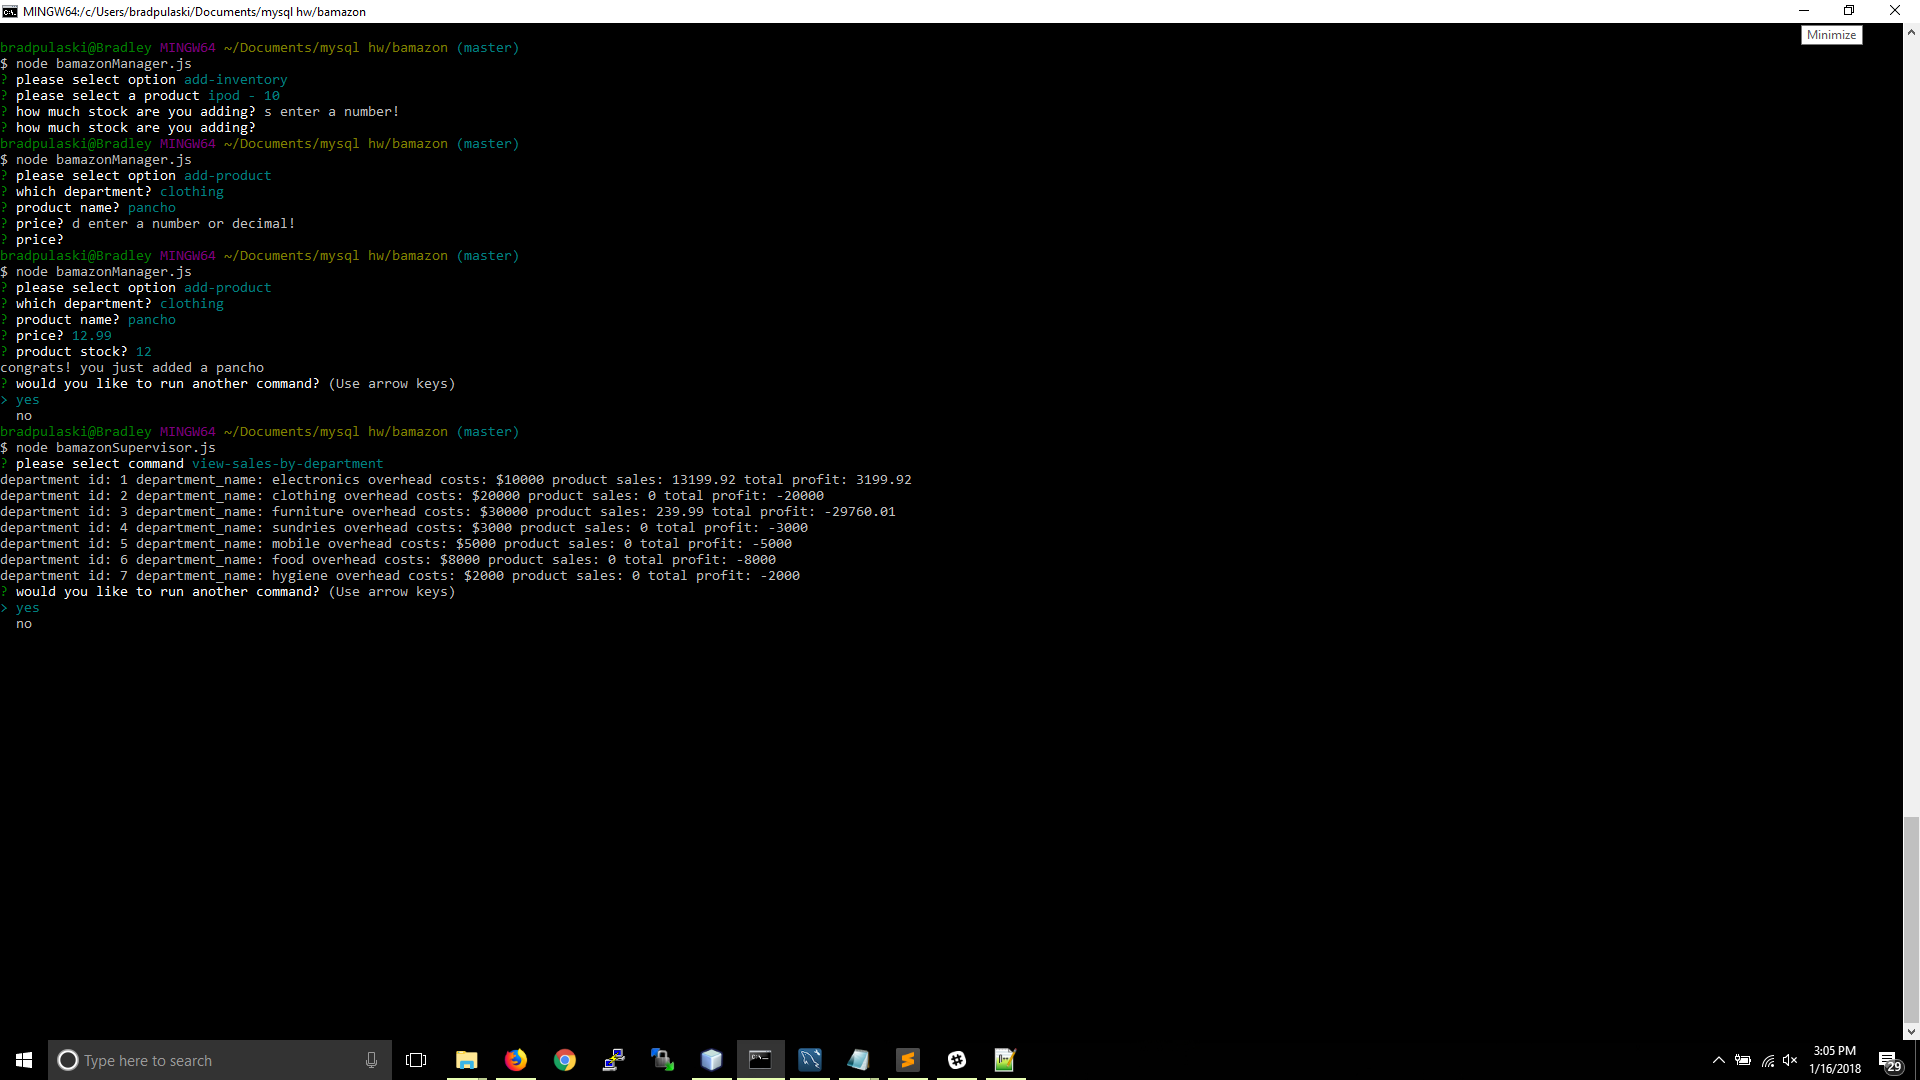 MINGW64:/c/Users/bradpulaski/Documents/mysql hw/bamazon
Minimize
bradpulaski@Bradley MINGW64 ~/Documents/mysql hw/bamazon (master)
$ node bamazonManager.js
? please select option add-inventory
? please select a product ipod - 10
? how much stock are you adding? s enter a number!
? how much stock are you adding?
bradpulaski@Bradley MINGW64 ~/Documents/mysql hw/bamazon (master)
$ node bamazonManager.js
? please select option add-product
? which department? clothing
? product name? pancho
? price? d enter a number or decimal!
? price?
bradpulaski@Bradley MINGW64 ~/Documents/mysql hw/bamazon (master)
$ node bamazonManager.js
? please select option add-product
? which department? clothing
? product name? pancho
? price? 12.99
? product stock? 12
congrats! you just added a pancho
? would you like to run another command? (Use arrow keys)
> yes
  no
bradpulaski@Bradley MINGW64 ~/Documents/mysql hw/bamazon (master)
$ node bamazonSupervisor.js
? please select command view-sales-by-department
department id: 1 department_name: electronics overhead costs: $10000 product sales: 13199.92 total profit: 3199.92
department id: 2 department_name: clothing overhead costs: $20000 product sales: 0 total profit: -20000
department id: 3 department_name: furniture overhead costs: $30000 product sales: 239.99 total profit: -29760.01
department id: 4 department_name: sundries overhead costs: $3000 product sales: 0 total profit: -3000
department id: 5 department_name: mobile overhead costs: $5000 product sales: 0 total profit: -5000
department id: 6 department_name: food overhead costs: $8000 product sales: 0 total profit: -8000
department id: 7 department_name: hygiene overhead costs: $2000 product sales: 0 total profit: -2000
? would you like to run another command? (Use arrow keys)
> yes
  no
Type here to search
3:05 PM
1/16/2018
29